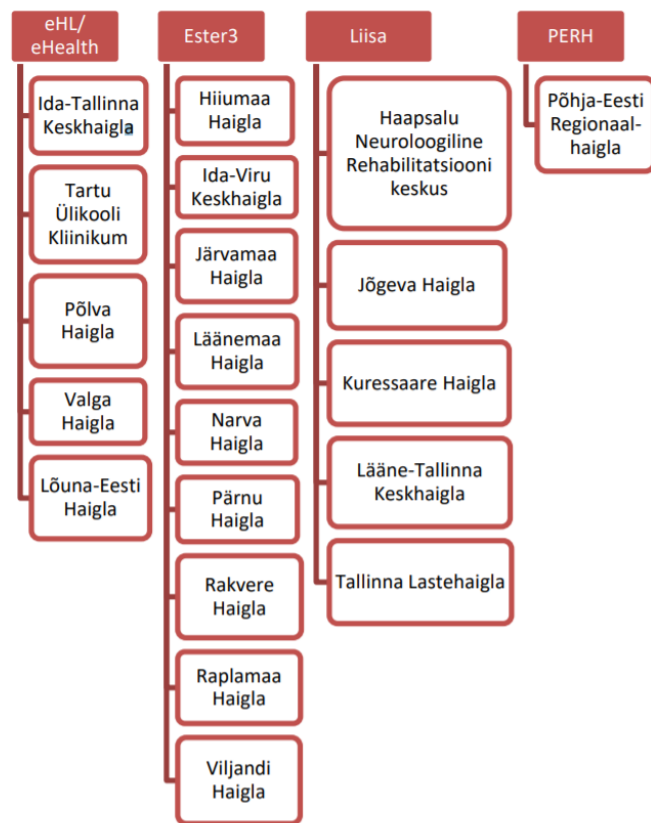 eHL/
eHealth
Ida-Tallinna
Keskhaigla
Tartu
Ülikooli
Kliinikum
Põlva
Haigla
Valga
Haigla
Lõuna-Eesti
Haigla
Ester3
Hiiumaa
Haigla
Ida-Viru
Keskhaigla
Järvamaa
Haigla
Läänemaa
Haigla
Narva
Haigla
Pärnu
Haigla
Rakvere
Haigla
Raplamaa
Haigla
Viljandi
Haigla
Liisa
Haapsalu
Neuroloogiline
Rehabilitatsiooni
keskus
Jõgeva Haigla
Kuressaare Haigla
Lääne-Tallinna
Keskhaigla
Tallinna Lastehaigla
PERH
Põhja-Eesti
Regionaal-
haigla